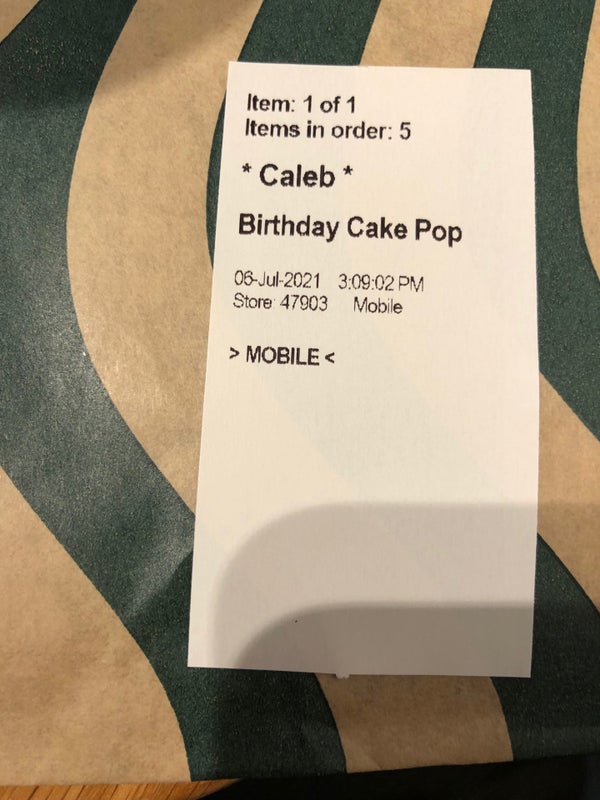 Item: 1 of 1
Items in order: 5
* Caleb *
Birthday Cake Pop
06-Jul-2021 3:09:02 PM
Store: 47903 Mobile
> MOBILE <